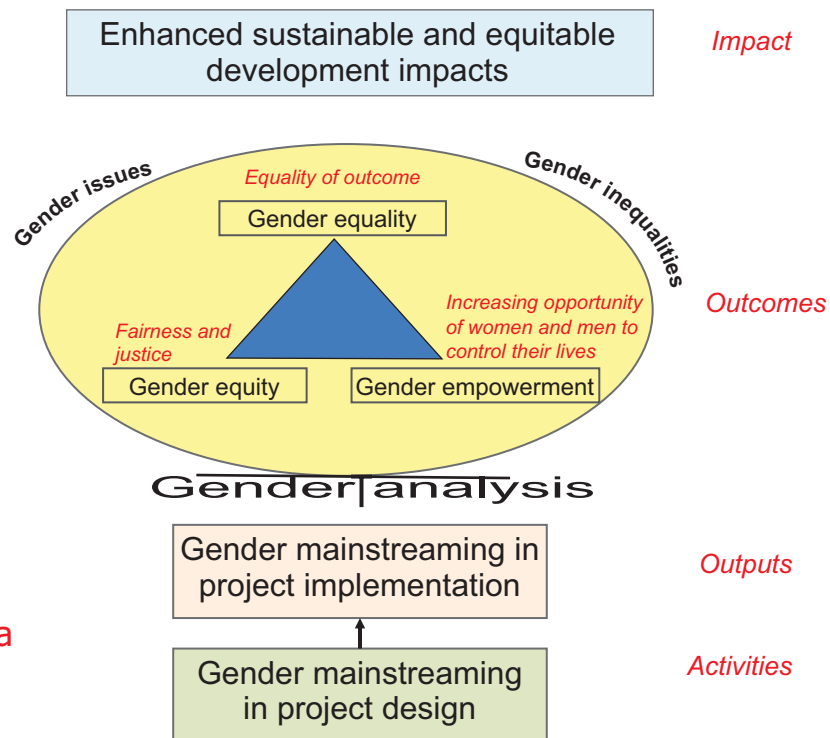 Enhanced sustainable and equitable
development impacts
Impact
Gender issues
Gender inequalities
Equality of outcome
Gender equality
Increasing opportunity
of women and men to
control their lives
Outcomes
Fairness and
justice
Gender equity
Gender empowerment
Gender analysis
Gender mainstreaming in
project implementation
Outputs
a
Gender mainstreaming
in project design
Activities